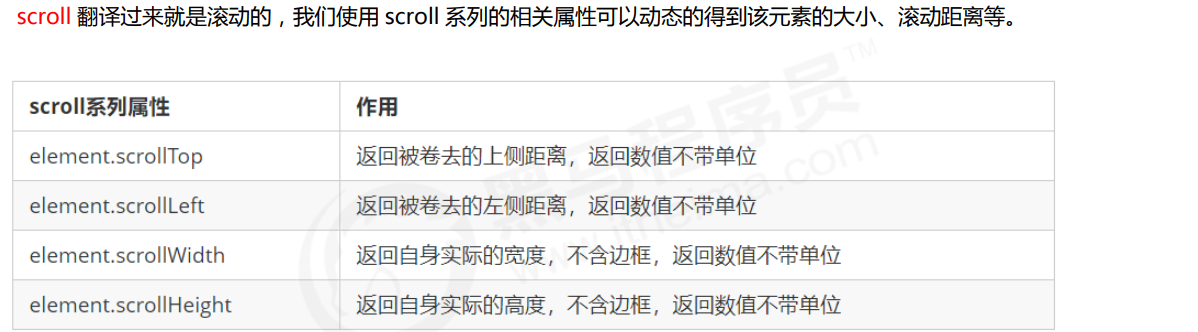 scroll 翻译过来就是滚动的，我们使用 scroll 系列的相关属性可以动态的得到该元素的大小、滚动距离等。
scroll系列属性 作用
element.scrollTop 返回被卷去的上侧距离，返回数值不带单位
element.scrollLeft 返回被卷去的左侧距离，返回数值不带单位
element.scrollWidth 返回自身实际的宽度，不含边框，返回数值不带单位
element.scrollHeight 返回自身实际的高度，不含边框，返回数值不带单位
黑马程序员™
www.itheima.com